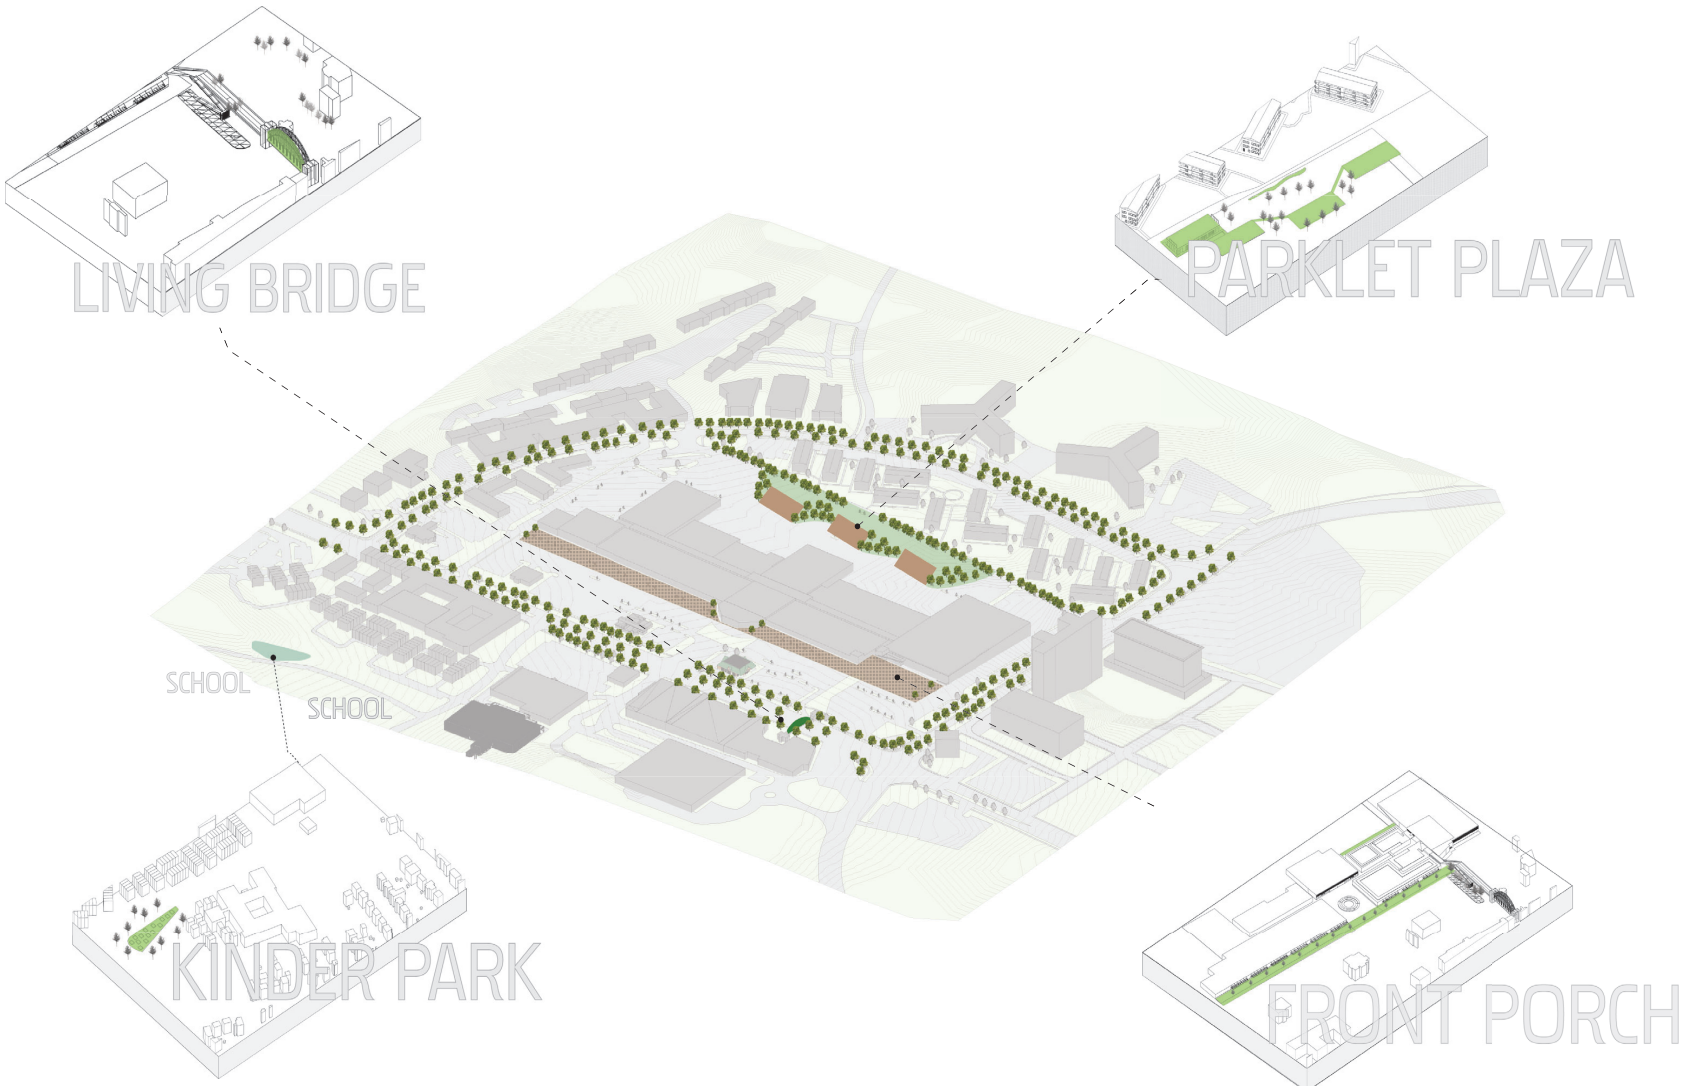 LIVING BRIDGE
PARKLET PLAZA
SCHOOL
SCHOOL
KINDER PARK
FRONT PORCH